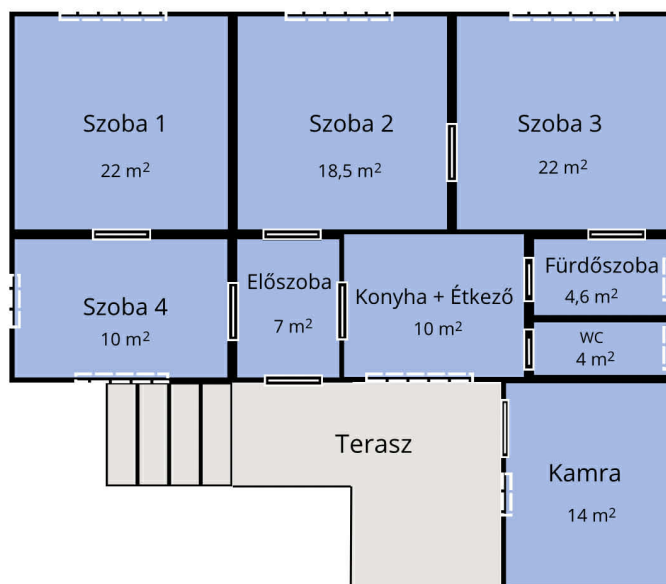 Szoba 1
22 m²
Szoba 2
18,5 m²
Szoba 3
22 m²
Szoba 4
10 m²
Előszoba
7 m²
Konyha + Étkező
10 m²
Fürdőszoba
4,6 m²
WC
4 m²
Terasz
Kamra
14 m²